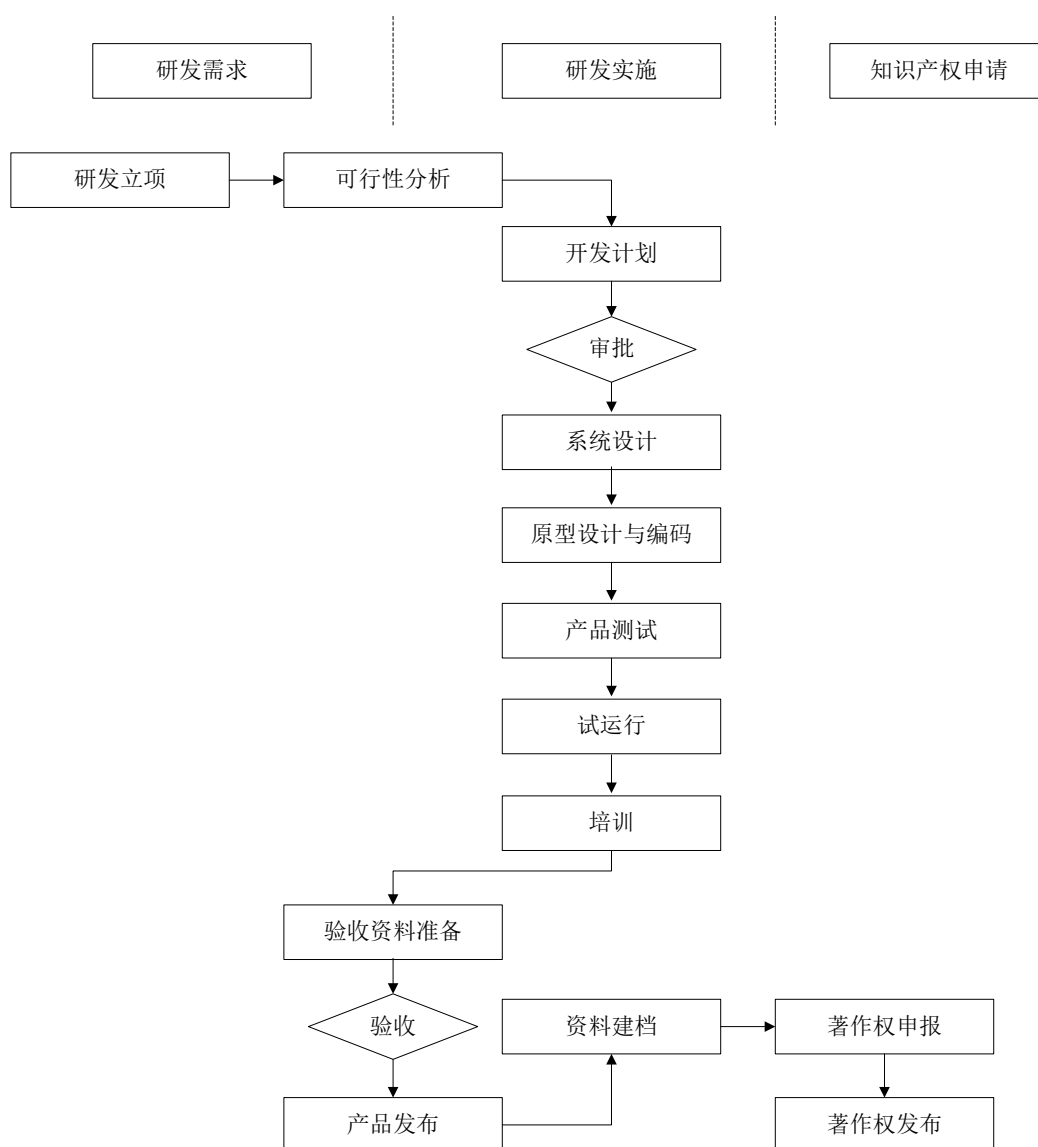 研发需求
研发实施
知识产权申请
研发立项
可行性分析
开发计划
审批
系统设计
原型设计与编码
产品测试
试运行
培训
验收资料准备
验收
资料建档
著作权申报
产品发布
著作权发布